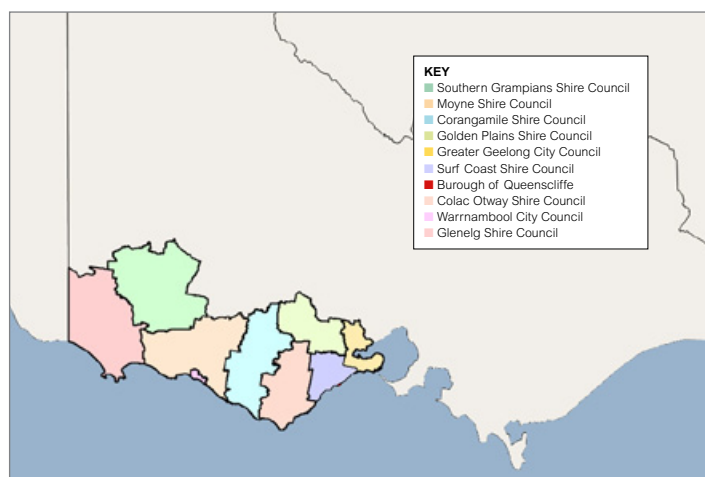 KEY
Southern Grampians Shire Council
Moyne Shire Council
Corangamile Shire Council
Golden Plains Shire Council
Greater Geelong City Council
Surf Coast Shire Council
Burough of Queenscliffe
Colac Otway Shire Council
Warrnambool City Council
Glenelg Shire Council